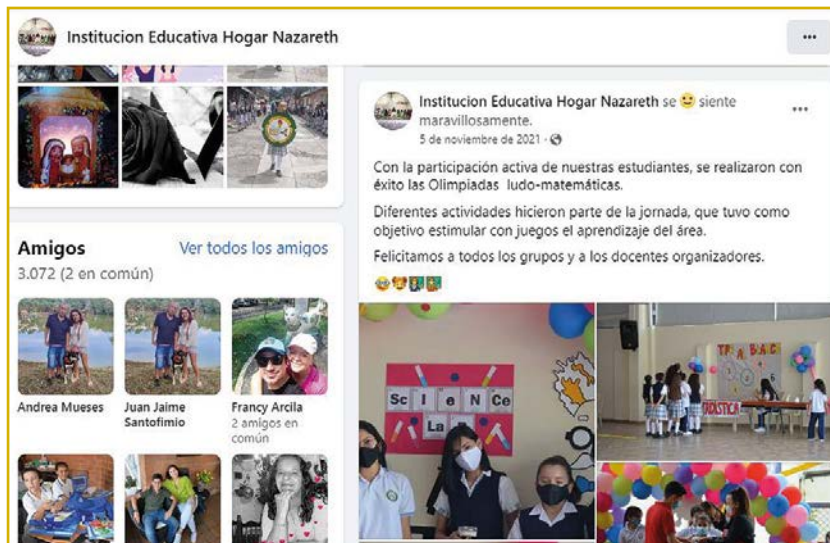 Institucion Educativa Hogar Nazareth
Amigos
Ver todos los amigos
3.072 (2 en común)
Andrea Mueses
Juan Jaime
Santofimio
Francy Arcila
2 amigos en
común
Institucion Educativa Hogar Nazareth se 😉 siente
maravillosamente.
5 de noviembre de 2021 ·
Con la participación activa de nuestras estudiantes, se realizaron con
éxito las Olimpiadas ludo-matemáticas.
Diferentes actividades hicieron parte de la jornada, que tuvo como
objetivo estimular con juegos el aprendizaje del área.
Felicitamos a todos los grupos y a los docentes organizadores.
ScIeNCe